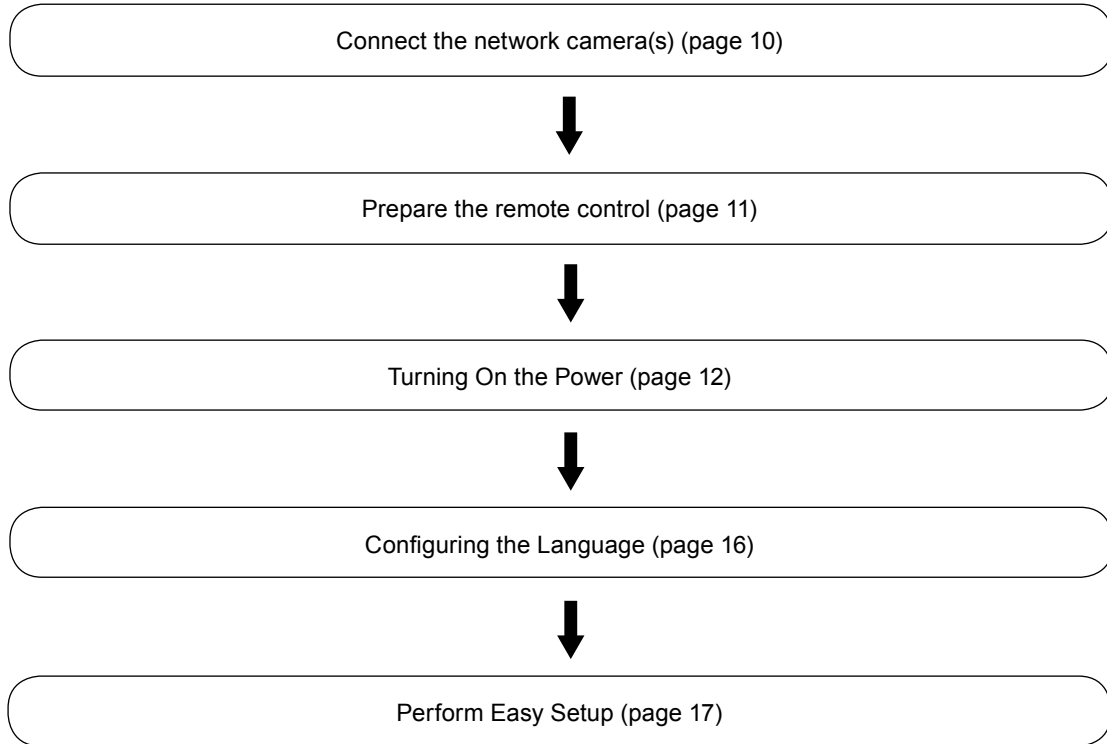 Connect the network camera(s) (page 10)
Prepare the remote control (page 11)
Turning On the Power (page 12)
Configuring the Language (page 16)
Perform Easy Setup (page 17)